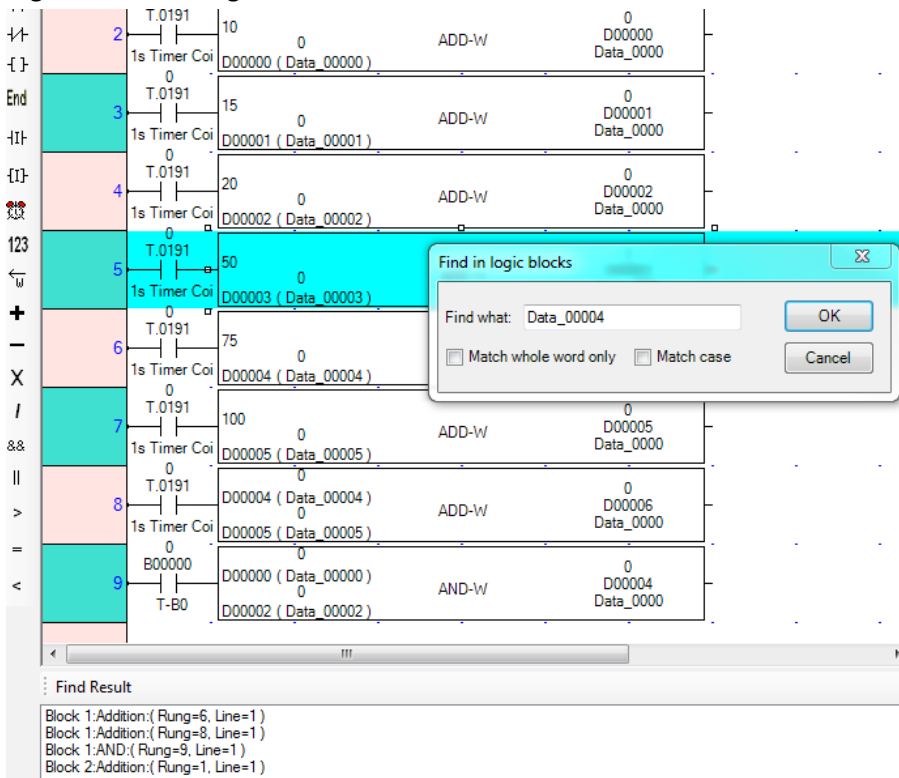 End
123
+
−
X
/
&&
||
>
=
<
2
T.0191
1s Timer Coi
10
0
D00000 ( Data_00000 )
ADD-W
0
D00000
Data_0000
3
0
T.0191
1s Timer Coi
15
0
D00001 ( Data_00001 )
ADD-W
0
D00001
Data_0000
4
0
T.0191
1s Timer Coi
20
0
D00002 ( Data_00002 )
ADD-W
0
D00002
Data_0000
5
0
T.0191
1s Timer Coi
50
0
D00003 ( Data_00003 )
6
0
T.0191
1s Timer Coi
75
0
D00004 ( Data_00004 )
Find in logic blocks
Find what: Data_00004
OK
Match whole word only Match case
Cancel
7
0
T.0191
1s Timer Coi
100
0
D00005 ( Data_00005 )
ADD-W
0
D00005
Data_0000
8
0
T.0191
1s Timer Coi
0
D00004 ( Data_00004 )
0
D00005 ( Data_00005 )
ADD-W
0
D00006
Data_0000
9
0
B00000
T-B0
0
D00000 ( Data_00000 )
0
D00002 ( Data_00002 )
AND-W
0
D00004
Data_0000
Find Result
Block 1:Addition:( Rung=6, Line=1 )
Block 1:Addition:( Rung=8, Line=1 )
Block 1:AND:( Rung=9, Line=1 )
Block 2:Addition:( Rung=1, Line=1 )